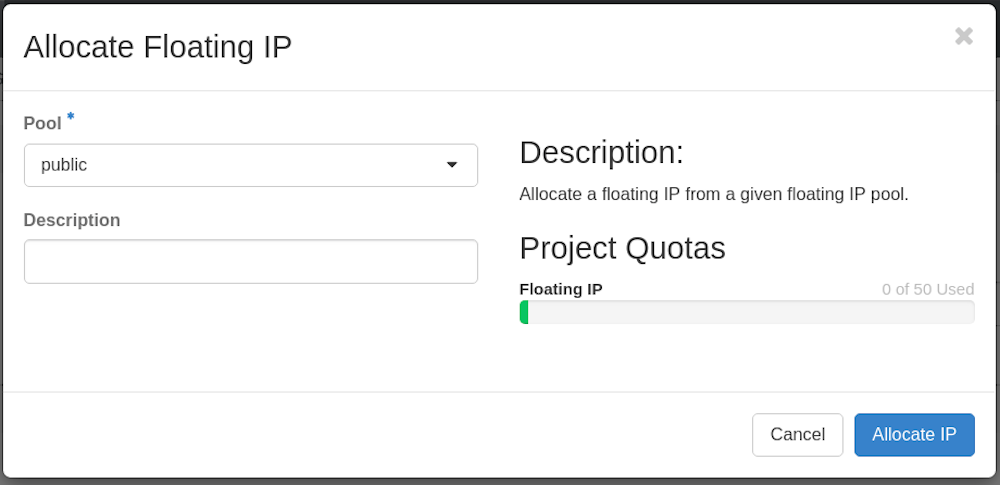 Allocate Floating IP
Pool *
public
Description
Description:
Allocate a floating IP from a given floating IP pool.
Project Quotas
Floating IP 0 of 50 Used
Cancel Allocate IP